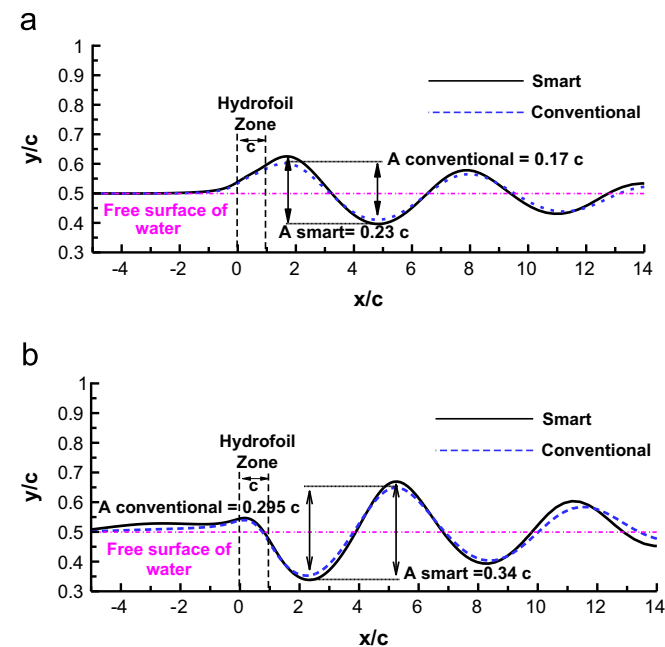 a
1
0.9
0.8
0.7
0.6
0.5
0.4
0.3
y/c
Hydrofoil
Zone
c
Smart
Conventional
A conventional = 0.17 c
Free surface of
water
A smart= 0.23 c
-4 -2 0 2 4 6 8 10 12 14
x/c
b
1
0.9
0.8
0.7
0.6
0.5
0.4
0.3
y/c
Hydrofoil
Zone
c
Smart
Conventional
A conventional = 0.295 c
Free surface of
water
A smart =0.34 c
-4 -2 0 2 4 6 8 10 12 14
x/c